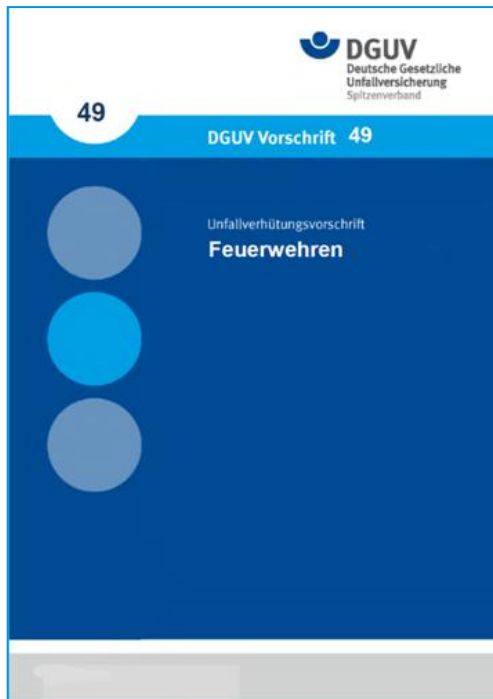 DGUV
Deutsche Gesetzliche
Unfallversicherung
Spitzenverband
49
DGUV Vorschrift 49
Unfallverhütungsvorschrift
Feuerwehren